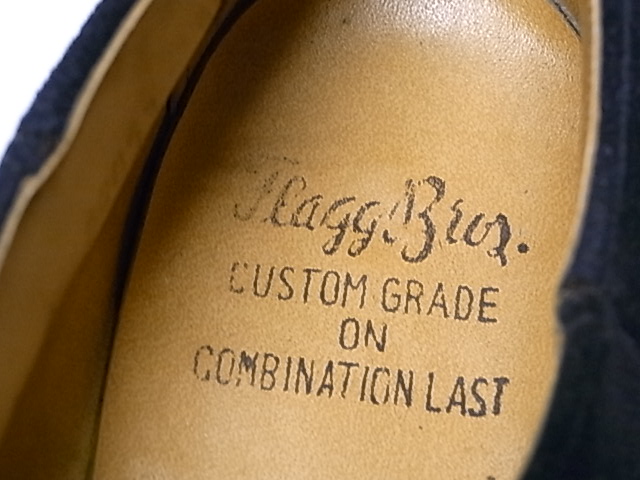 Flagg Bros.
CUSTOM GRADE
ON
COMBINATION LAST